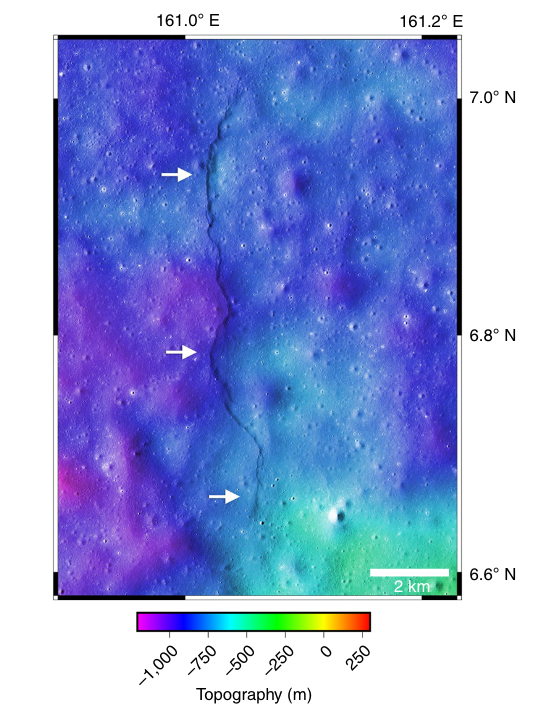 161.0° E
161.2° E
7.0° N
6.8° N
6.6° N
2 km
−1,000
−750
−500
−250
0
250
Topography (m)